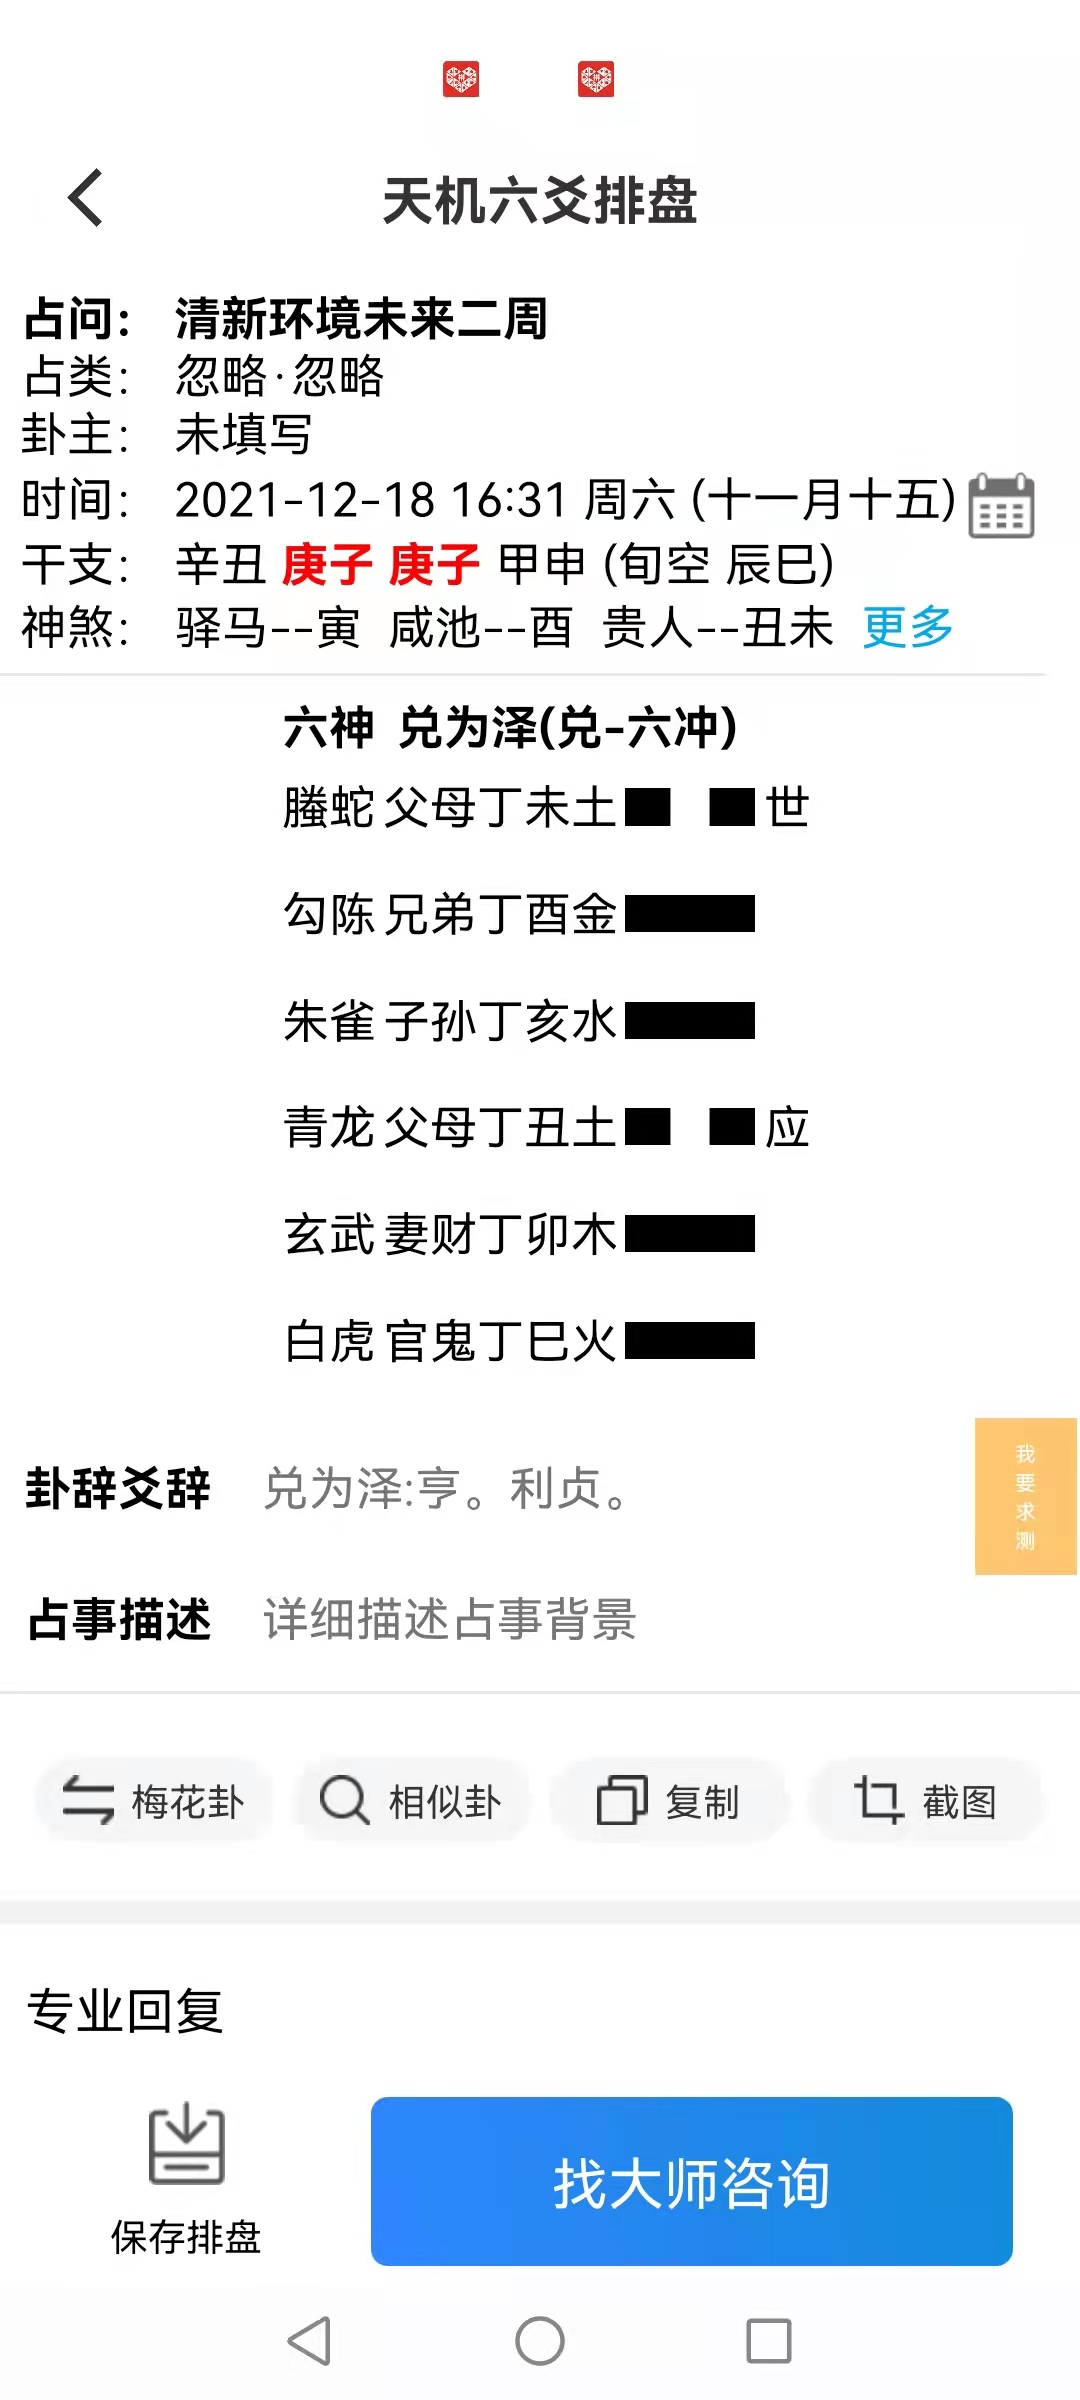 天机六爻排盘
占问： 清新环境未来二周
占类： 忽略·忽略
卦主： 未填写
时间： 2021-12-18 16:31 周六 (十一月十五)
干支： 辛丑 庚子 庚子 甲申 (旬空 辰巳)
神煞： 驿马--寅 咸池--酉 贵人--丑未 更多
六神 兑为泽(兑-六冲)
螣蛇 父母丁未土 世
勾陈 兄弟丁酉金
朱雀 子孙丁亥水
青龙 父母丁丑土 应
玄武 妻财丁卯木
白虎 官鬼丁巳火
卦辞爻辞 兑为泽:亨。利贞。
我要求测
占事描述 详细描述占事背景
梅花卦 相似卦 复制 截图
专业回复
保存排盘 找大师咨询